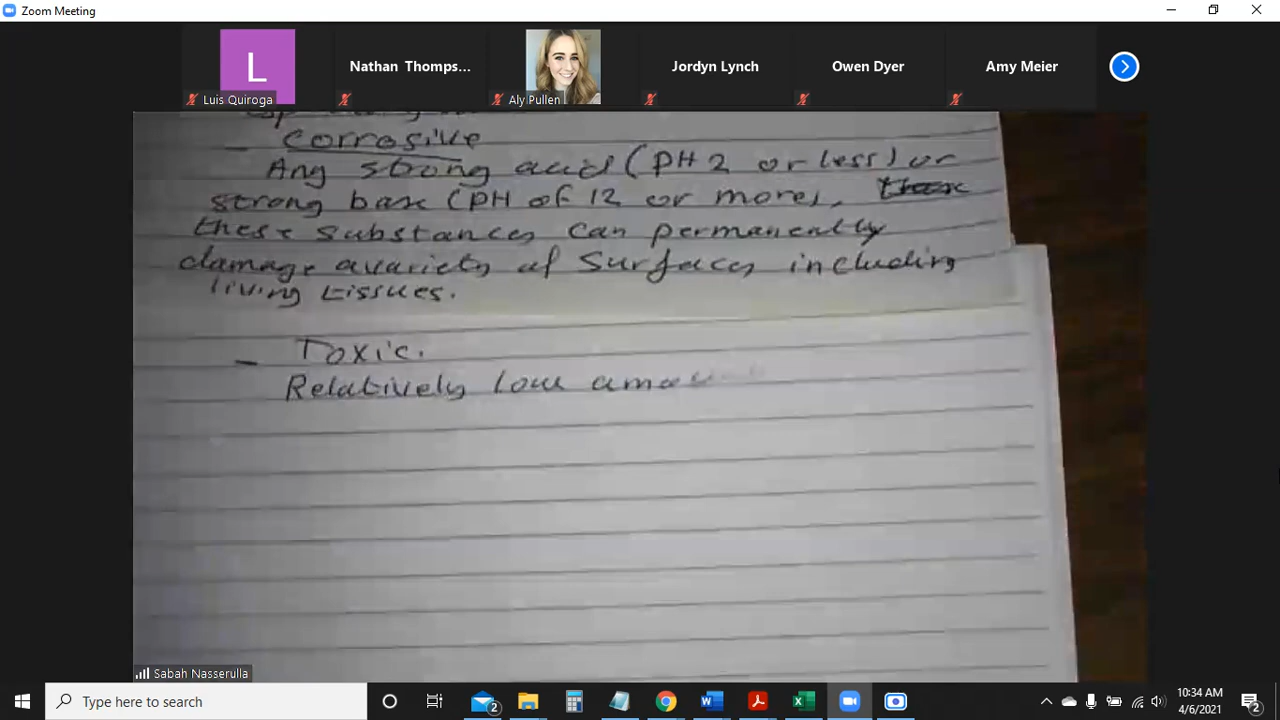 Zoom Meeting
L
Luis Quiroga
Nathan Thomps...
Aly Pullen
Jordyn Lynch
Owen Dyer
Amy Meier
- Corrosive
Any strong acid (PH 2 or less) or
strong base (PH of 12 or more),
these substances can permanently
damage a variety of surfaces including
living tissues.
- Toxic.
Relatively low
Sabah Nasserulla
Type here to search
2
10:34 AM
4/6/2021
2